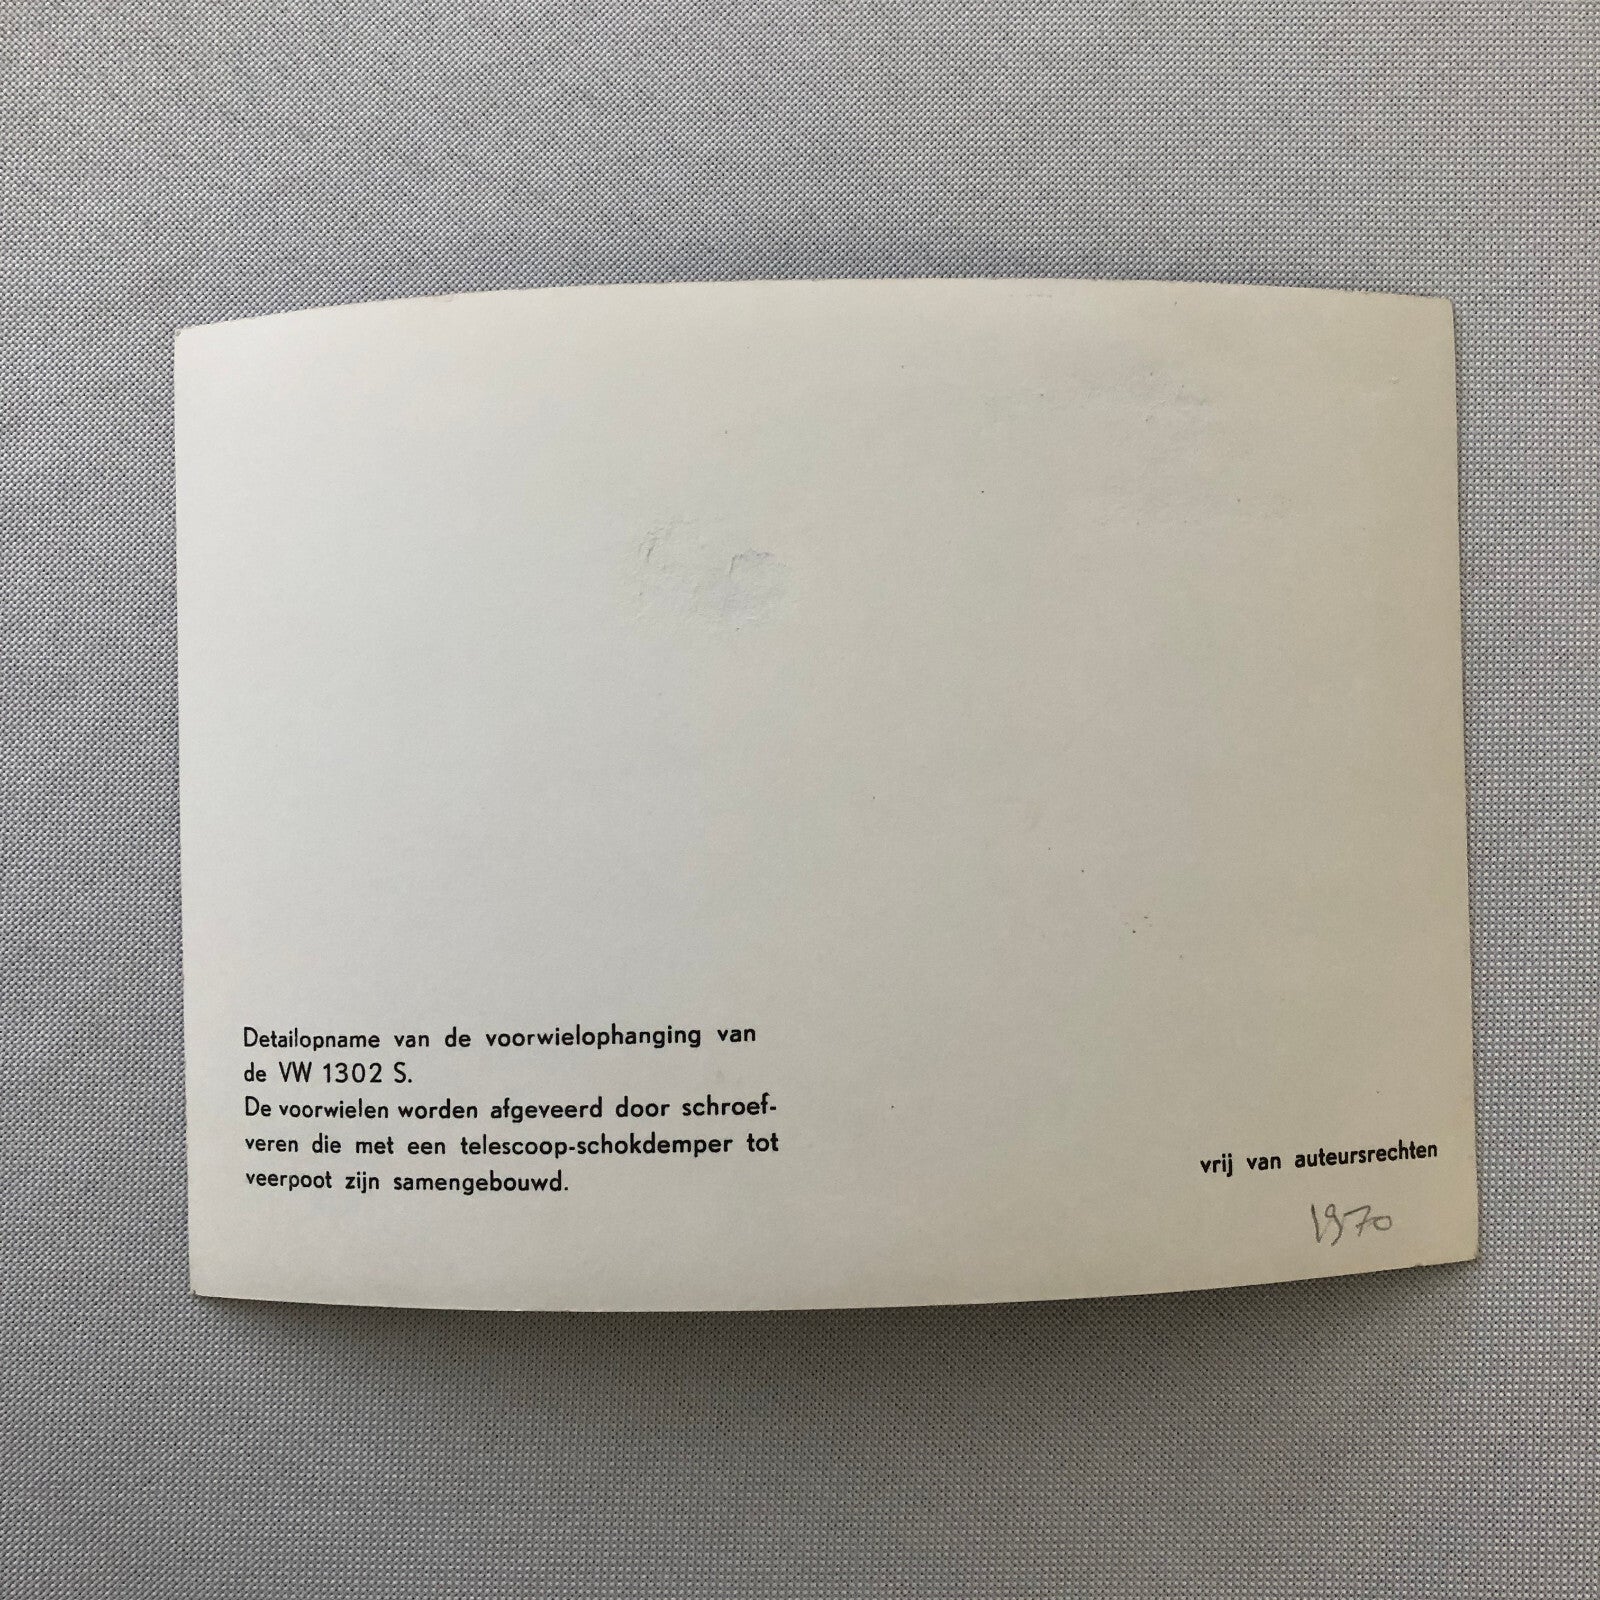 Detailopname van de voorwielophanging van
de VW 1302 S.
De voorwielen worden afgeveerd door schroef-
veren die met een telescoop-schokdemper tot
veerpoot zijn samengebouwd.
vrij van auteursrechten
1970